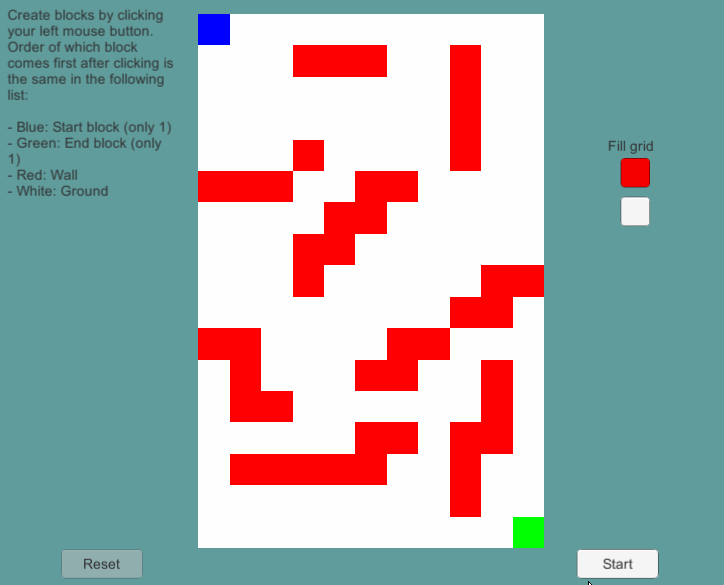 Create blocks by clicking
your left mouse button.
Order of which block
comes first after clicking is
the same in the following
list:
- Blue: Start block (only 1)
- Green: End block (only
1)
- Red: Wall
- White: Ground
Fill grid
Reset
Start